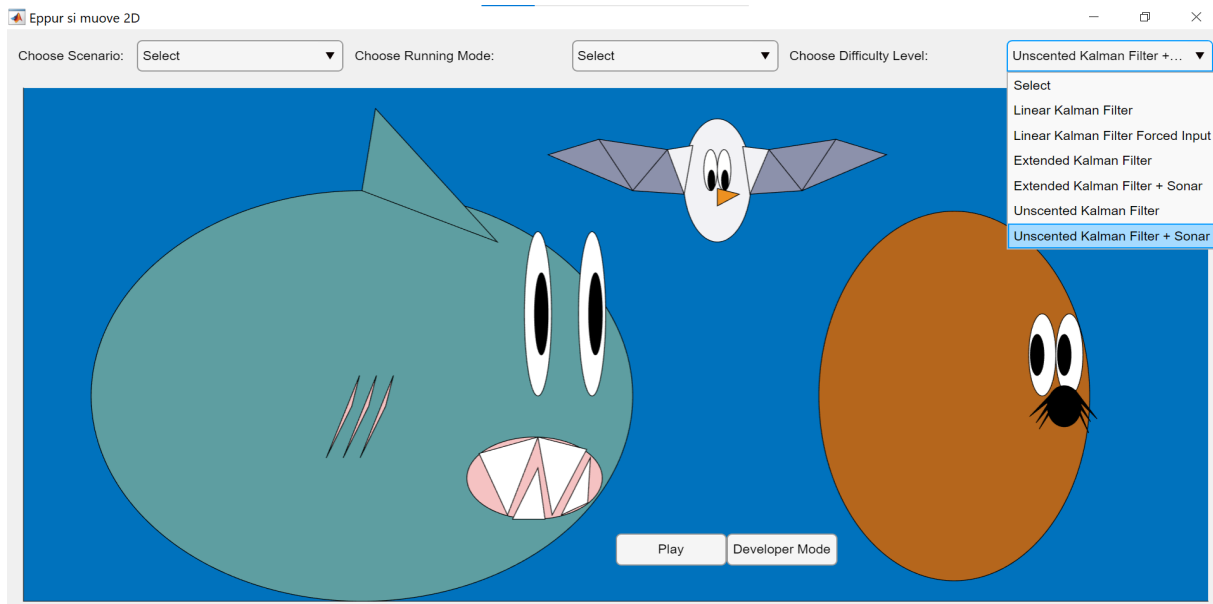 Eppur si muove 2D
Choose Scenario: Select Choose Running Mode: Select Choose Difficulty Level: Unscented Kalman Filter +...
Select
Linear Kalman Filter
Linear Kalman Filter Forced Input
Extended Kalman Filter
Extended Kalman Filter + Sonar
Unscented Kalman Filter
Unscented Kalman Filter + Sonar
Play Developer Mode